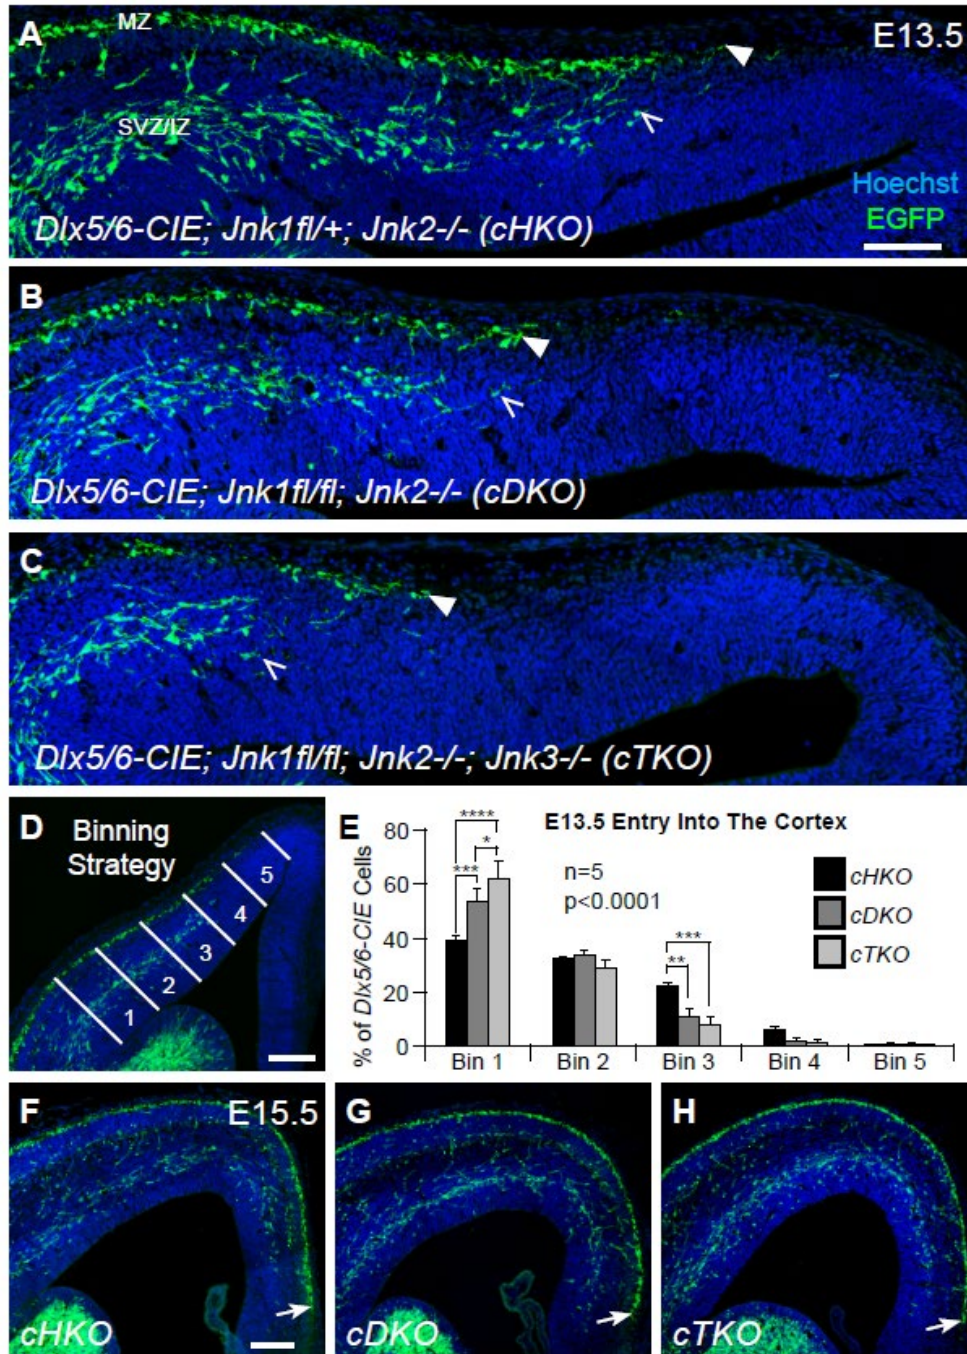 A
MZ
E13.5
SVZ/IZ
Hoechst
EGFP
Dlx5/6-CIE; Jnk1fl/+; Jnk2-/- (cHKO)
B
Dlx5/6-CIE; Jnk1fl/fl; Jnk2-/- (cDKO)
C
Dlx5/6-CIE; Jnk1fl/fl; Jnk2-/-; Jnk3-/- (cTKO)
D
Binning
Strategy
1
2
3
4
5
E
E13.5 Entry Into The Cortex
% of Dlx5/6-CIE Cells
80
60
40
20
0
****
*
***
n=5
p<0.0001
***
**
cHKO
cDKO
cTKO
Bin 1
Bin 2
Bin 3
Bin 4
Bin 5
F
E15.5
cHKO
G
cDKO
H
cTKO